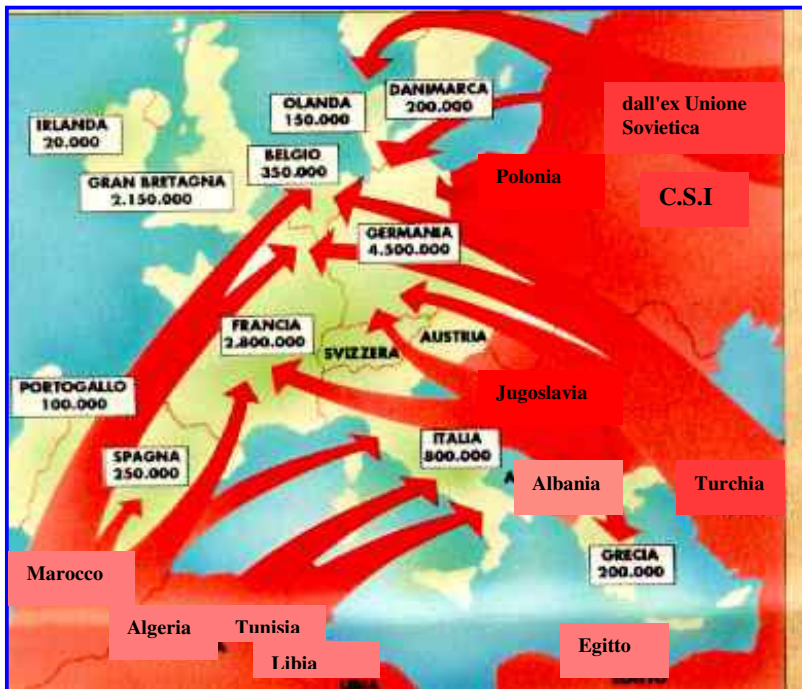 OLANDA
150.000
DANIMARCA
200.000
dall'ex Unione
Sovietica
IRLANDA
20.000
BELGIO
350.000
GRAN BRETAGNA
2.150.000
Polonia
C.S.I
GERMANIA
4.500.000
FRANCIA
2.800.000
SVIZZERA
AUSTRIA
PORTOGALLO
100.000
Jugoslavia
SPAGNA
250.000
ITALIA
800.000
Albania
Turchia
GRECIA
200.000
Marocco
Algeria
Tunisia
Libia
Egitto